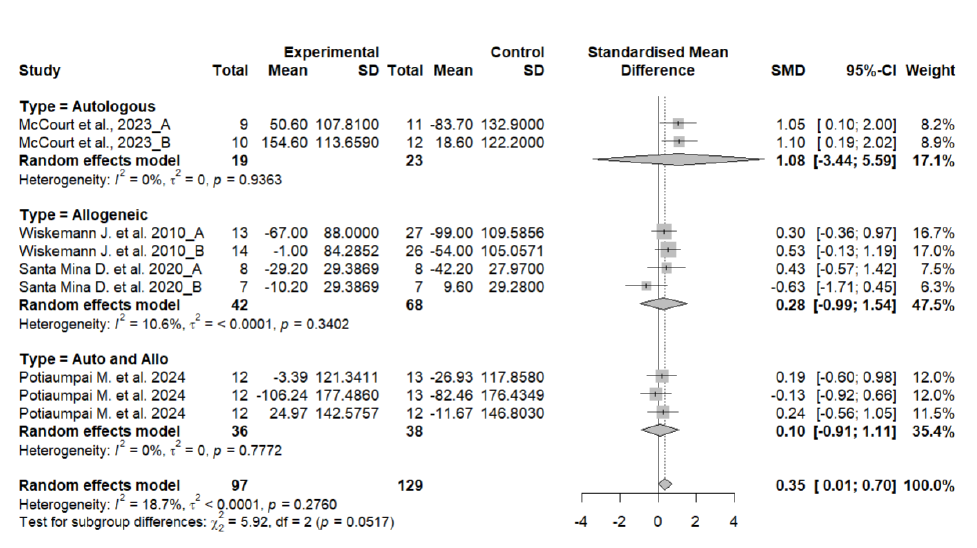 Experimental Control Standardised Mean
Study Total Mean SD Total Mean SD Difference SMD 95%-CI Weight
Type = Autologous
McCourt et al., 2023_A 9 50.60 107.8100 11 -83.70 132.9000 1.05 [ 0.10; 2.00] 8.2%
McCourt et al., 2023_B 10 154.60 113.6590 12 18.60 122.2000 1.10 [ 0.19; 2.02] 8.9%
Random effects model 19 23 1.08 [-3.44; 5.59] 17.1%
Heterogeneity: I² = 0%, τ² = 0, p = 0.9363
Type = Allogeneic
Wiskemann J. et al. 2010_A 13 -67.00 88.0000 27 -99.00 109.5856 0.30 [-0.36; 0.97] 16.7%
Wiskemann J. et al. 2010_B 14 -1.00 84.2852 26 -54.00 105.0571 0.53 [-0.13; 1.19] 17.0%
Santa Mina D. et al. 2020_A 8 -29.20 29.3869 8 -42.20 27.9700 0.43 [-0.57; 1.42] 7.5%
Santa Mina D. et al. 2020_B 7 -10.20 29.3869 7 9.60 29.2800 -0.63 [-1.71; 0.45] 6.3%
Random effects model 42 68 0.28 [-0.99; 1.54] 47.5%
Heterogeneity: I² = 10.6%, τ² = < 0.0001, p = 0.3402
Type = Auto and Allo
Potiaumpai M. et al. 2024 12 -3.39 121.3411 13 -26.93 117.8580 0.19 [-0.60; 0.98] 12.0%
Potiaumpai M. et al. 2024 12 -106.24 177.4860 13 -82.46 176.4349 -0.13 [-0.92; 0.66] 12.0%
Potiaumpai M. et al. 2024 12 24.97 142.5757 12 -11.67 146.8030 0.24 [-0.56; 1.05] 11.5%
Random effects model 36 38 0.10 [-0.91; 1.11] 35.4%
Heterogeneity: I² = 0%, τ² = 0, p = 0.7772
Random effects model 97 129 0.35 [ 0.01; 0.70] 100.0%
Heterogeneity: I² = 18.7%, τ² < 0.0001, p = 0.2760
Test for subgroup differences: χ₂² = 5.92, df = 2 (p = 0.0517)
-4 -2 0 2 4